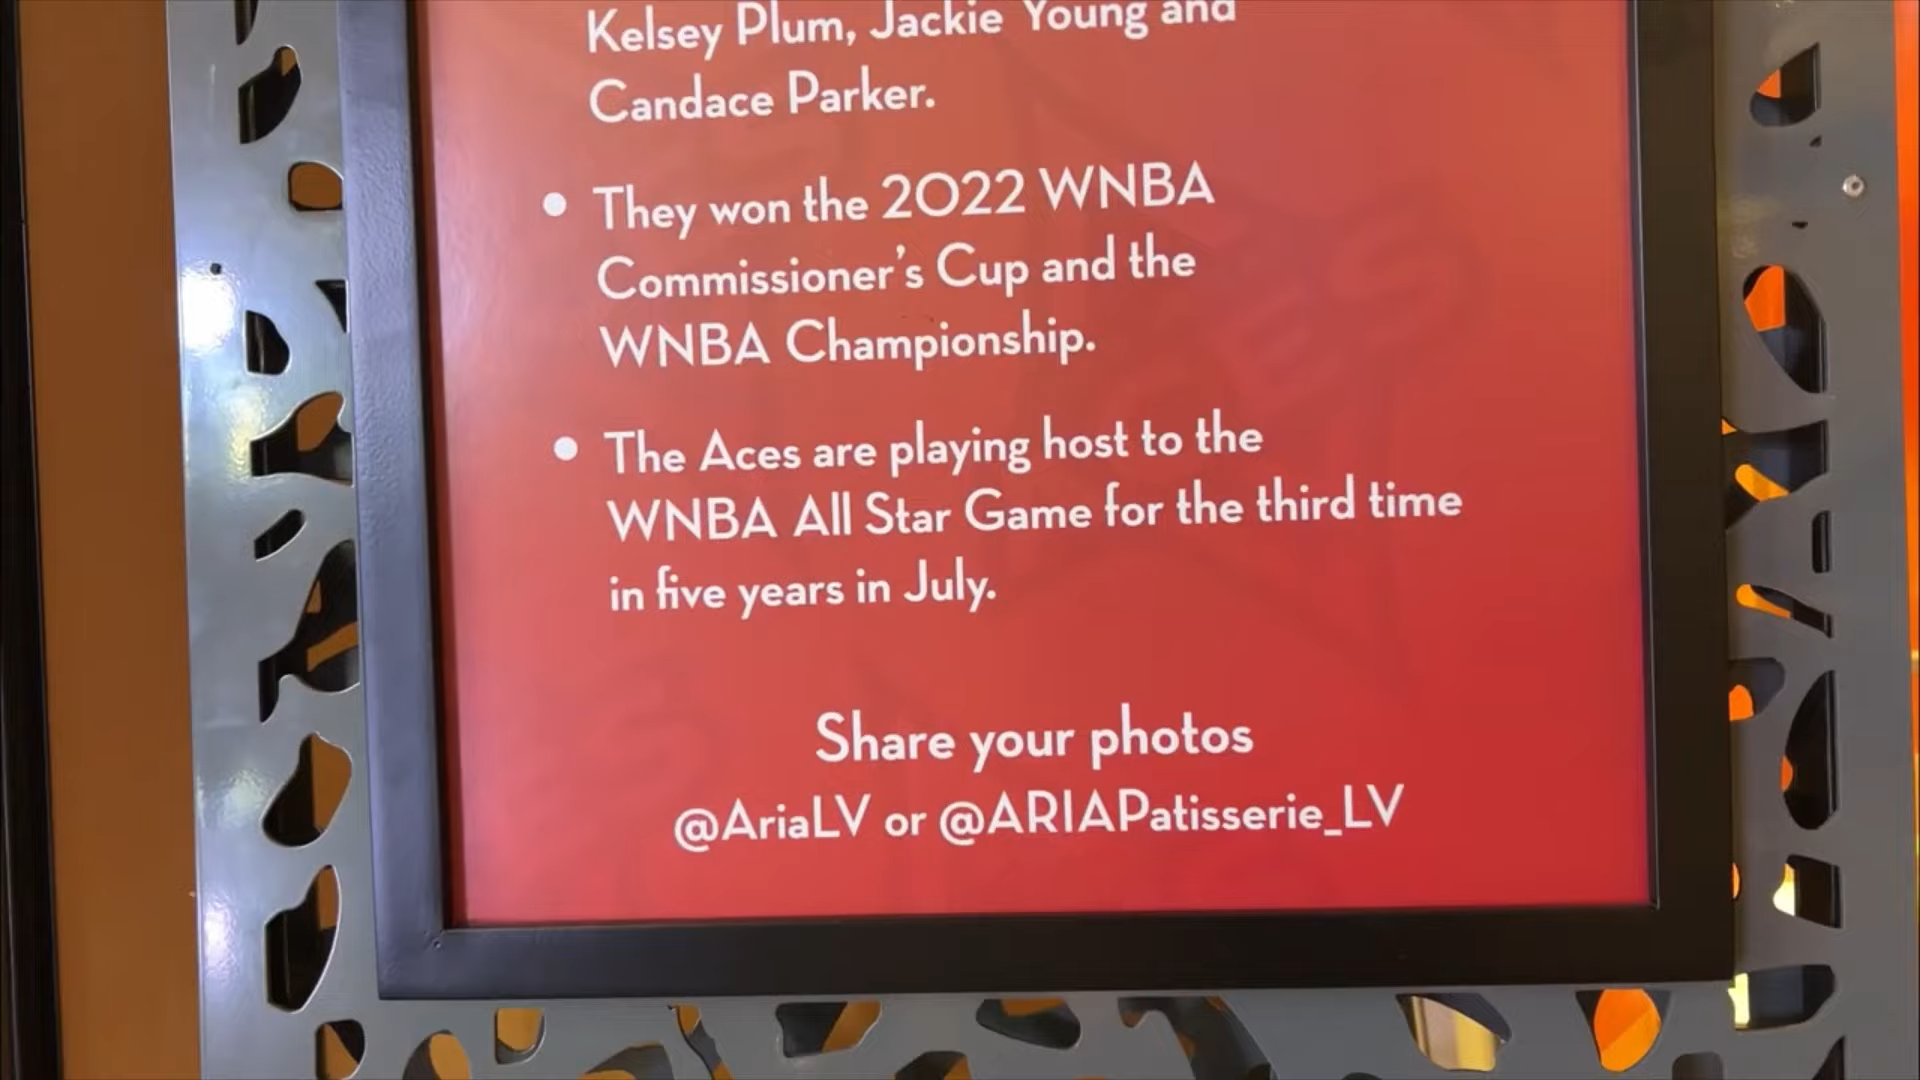 Kelsey Plum, Jackie Young and
Candace Parker.
• They won the 2022 WNBA
Commissioner’s Cup and the
WNBA Championship.
• The Aces are playing host to the
WNBA All Star Game for the third time
in five years in July.
Share your photos
@AriaLV or @ARIAPatisserie_LV